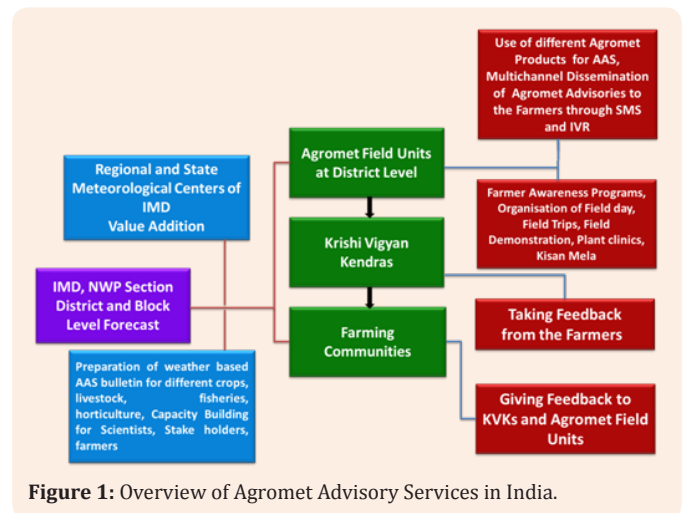 Use of different Agromet
Products for AAS,
Multichannel Dissemination
of Agromet Advisories to
the Farmers through SMS
and IVR
Agromet Field Units
at District Level
Regional and State
Meteorological Centers of
IMD
Value Addition
Farmer Awareness Programs,
Organisation of Field day,
Field Trips, Field
Demonstration, Plant clinics,
Kisan Mela
Krishi Vigyan
Kendras
IMD, NWP Section
District and Block
Level Forecast
Taking Feedback
from the Farmers
Farming
Communities
Preparation of weather based
AAS bulletin for different crops,
livestock, fisheries,
horticulture, Capacity Building
for Scientists, Stake holders,
farmers
Giving Feedback to
KVKs and Agromet Field
Units
Figure 1: Overview of Agromet Advisory Services in India.